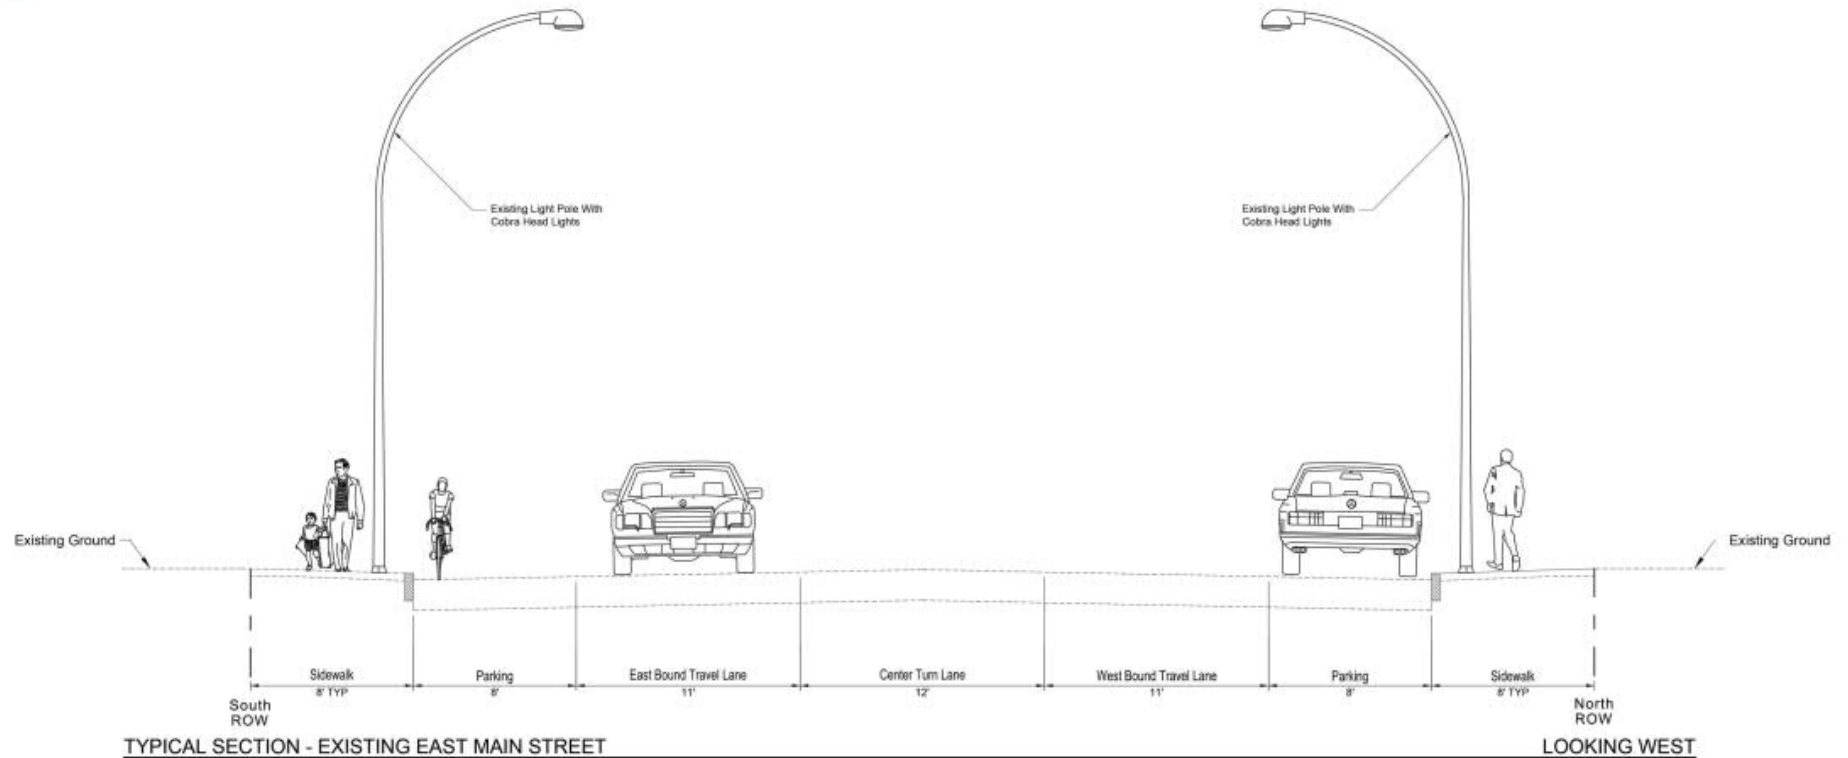 Existing Light Pole With
Cobra Head Lights
Existing Light Pole With
Cobra Head Lights
Existing Ground
Existing Ground
Sidewalk
8' TYP
Parking
8'
East Bound Travel Lane
11'
Center Turn Lane
12'
West Bound Travel Lane
11'
Parking
8'
Sidewalk
8' TYP
South
ROW
North
ROW
TYPICAL SECTION - EXISTING EAST MAIN STREET
LOOKING WEST